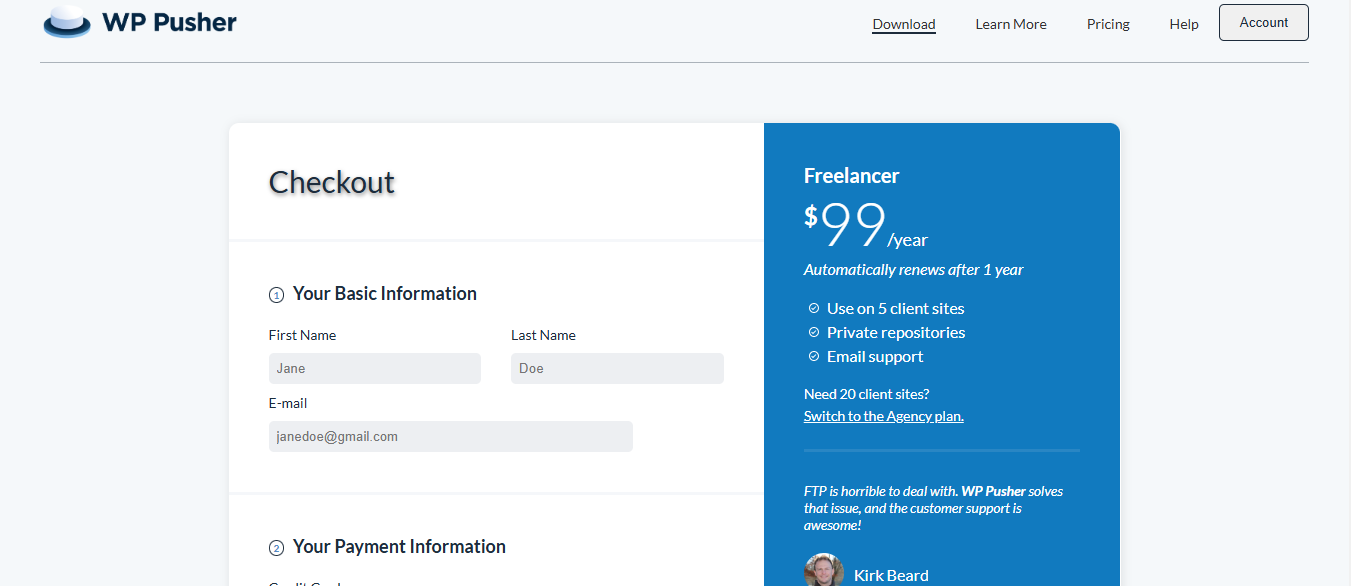 WP Pusher
Download Learn More Pricing Help Account
Checkout
1 Your Basic Information
First Name Last Name
Jane Doe
E-mail
janedoe@gmail.com
2 Your Payment Information
Freelancer
$99/year
Automatically renews after 1 year
Use on 5 client sites
Private repositories
Email support
Need 20 client sites?
Switch to the Agency plan.
FTP is horrible to deal with. WP Pusher solves
that issue, and the customer support is
awesome!
Kirk Beard